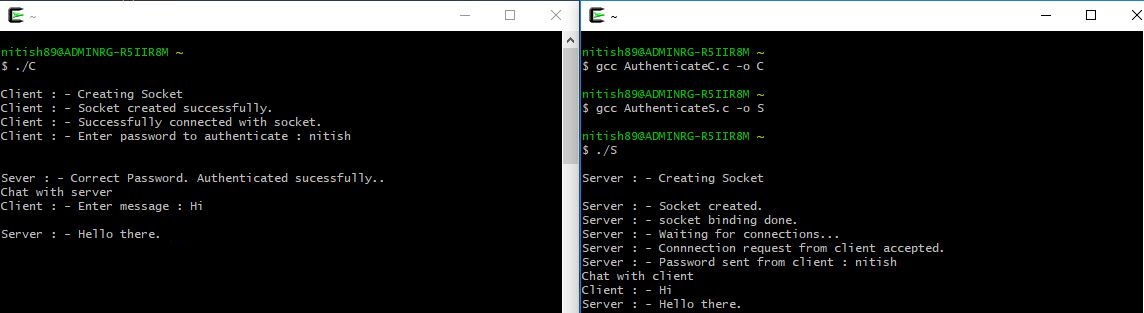 ~
nitish89@ADMINRG-R5IIR8M ~
$ ./C
Client : - Creating Socket
Client : - Socket created successfully.
Client : - Successfully connected with socket.
Client : - Enter password to authenticate : nitish
Sever : - Correct Password. Authenticated sucessfully..
Chat with server
Client : - Enter message : Hi
Server : - Hello there.
~
nitish89@ADMINRG-R5IIR8M ~
$ gcc AuthenticateC.c -o C
nitish89@ADMINRG-R5IIR8M ~
$ gcc AuthenticateS.c -o S
nitish89@ADMINRG-R5IIR8M ~
$ ./S
Server : - Creating Socket
Server : - Socket created.
Server : - socket binding done.
Server : - Waiting for connections...
Server : - Connnection request from client accepted.
Server : - Password sent from client : nitish
Chat with client
Client : - Hi
Server : - Hello there.